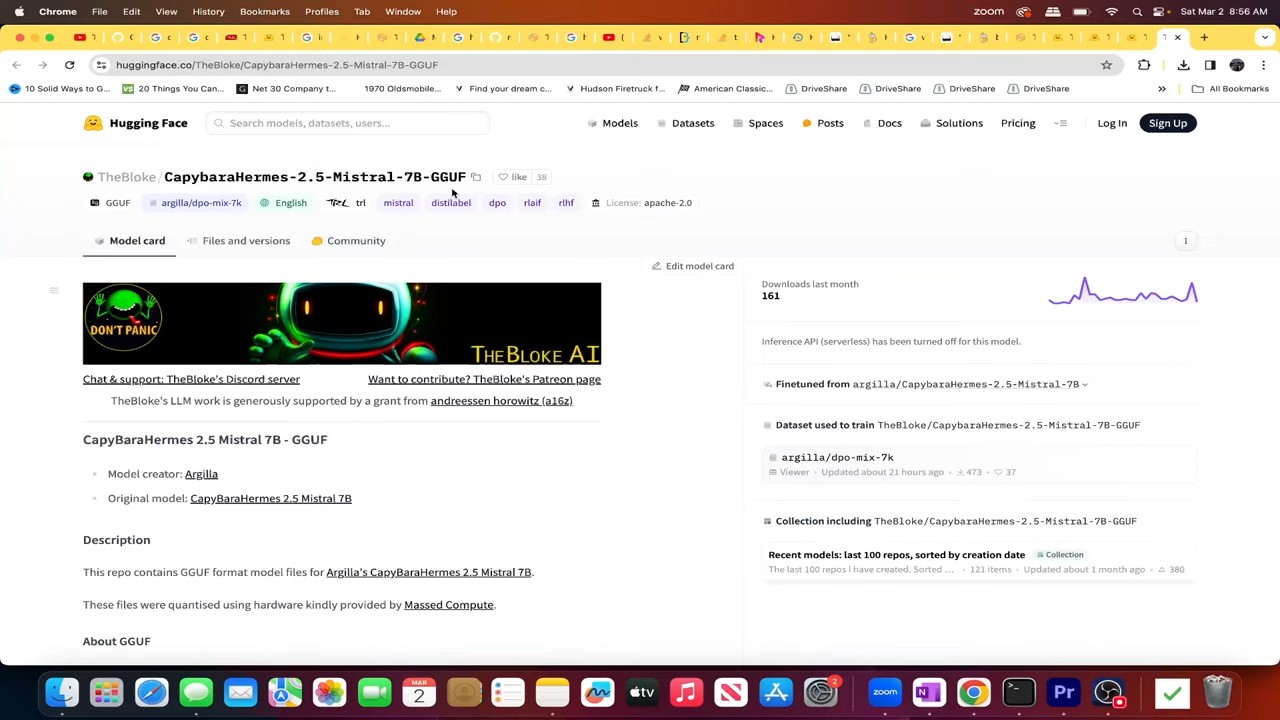 Chrome File Edit View History Bookmarks Profiles Tab Window Help zoom Sat Mar 2 8:56 AM
huggingface.co/TheBloke/CapybaraHermes-2.5-Mistral-7B-GGUF
10 Solid Ways to G... 20 Things You Can... Net 30 Company t... 1970 Oldsmobile... Find your dream c... Hudson Firetruck f... American Classic... DriveShare DriveShare DriveShare DriveShare » All Bookmarks
Hugging Face Search models, datasets, users... Models Datasets Spaces Posts Docs Solutions Pricing Log In Sign Up
TheBloke/CapybaraHermes-2.5-Mistral-7B-GGUF like 38
GGUF argilla/dpo-mix-7k English TRL trl mistral distilabel dpo rlaif rlhf License: apache-2.0
Model card Files and versions Community
Edit model card
DON'T PANIC
THEBLOKE AI
Chat & support: TheBloke's Discord server Want to contribute? TheBloke's Patreon page
TheBloke's LLM work is generously supported by a grant from andreessen horowitz (a16z)
CapyBaraHermes 2.5 Mistral 7B - GGUF
Model creator: Argilla
Original model: CapyBaraHermes 2.5 Mistral 7B
Description
This repo contains GGUF format model files for Argilla's CapyBaraHermes 2.5 Mistral 7B.
These files were quantised using hardware kindly provided by Massed Compute.
About GGUF
Downloads last month
161
Inference API (serverless) has been turned off for this model.
Finetuned from argilla/CapybaraHermes-2.5-Mistral-7B
Dataset used to train TheBloke/CapybaraHermes-2.5-Mistral-7B-GGUF
argilla/dpo-mix-7k
Viewer • Updated about 21 hours ago • 473 • 37
Collection including TheBloke/CapybaraHermes-2.5-Mistral-7B-GGUF
Recent models: last 100 repos, sorted by creation date Collection
The last 100 repos I have created. Sorted ... • 121 items • Updated about 1 month ago • 380
MAR
2
tv
2
zoom
N
Pr